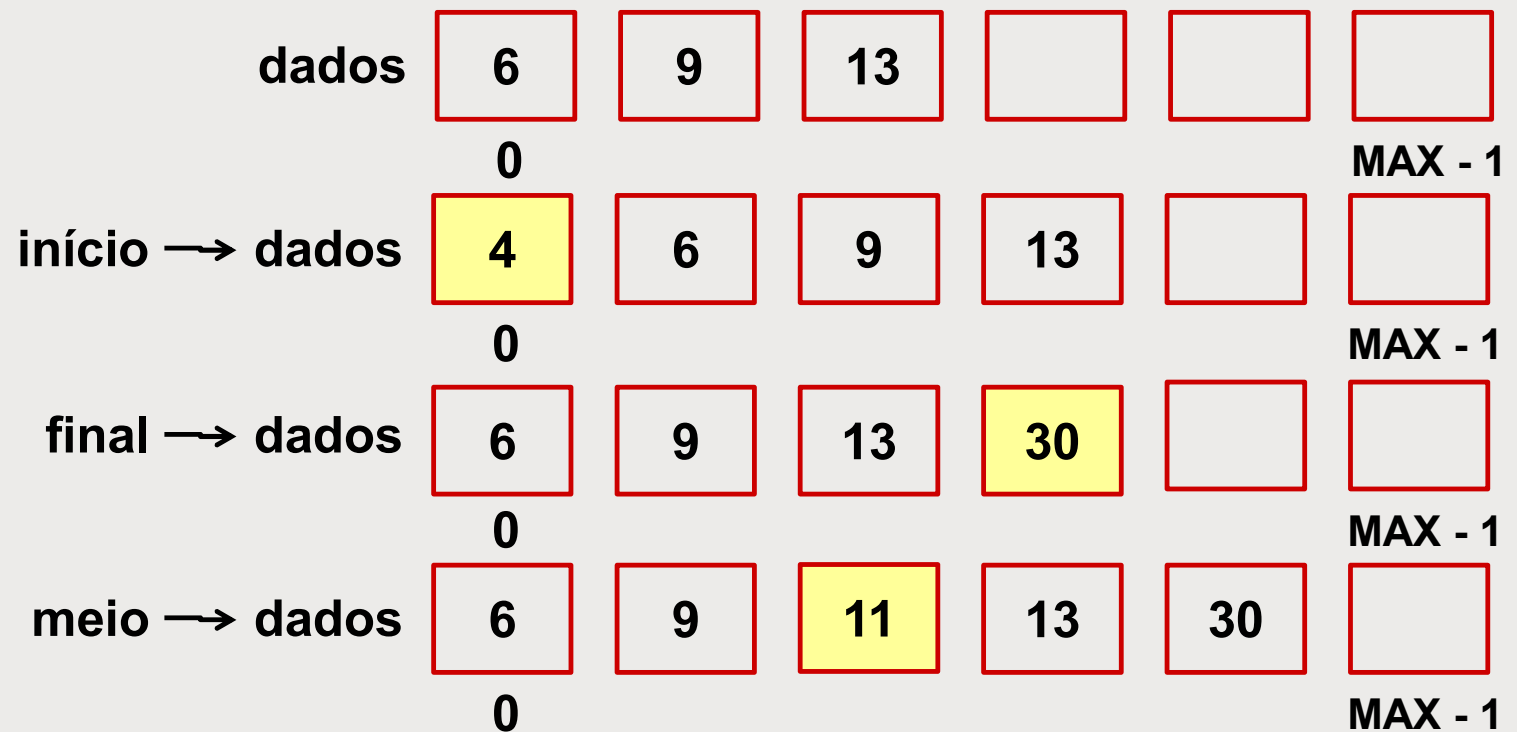 dados 6 9 13
0 MAX - 1
início → dados 4 6 9 13
0 MAX - 1
final → dados 6 9 13 30
0 MAX - 1
meio → dados 6 9 11 13 30
0 MAX - 1